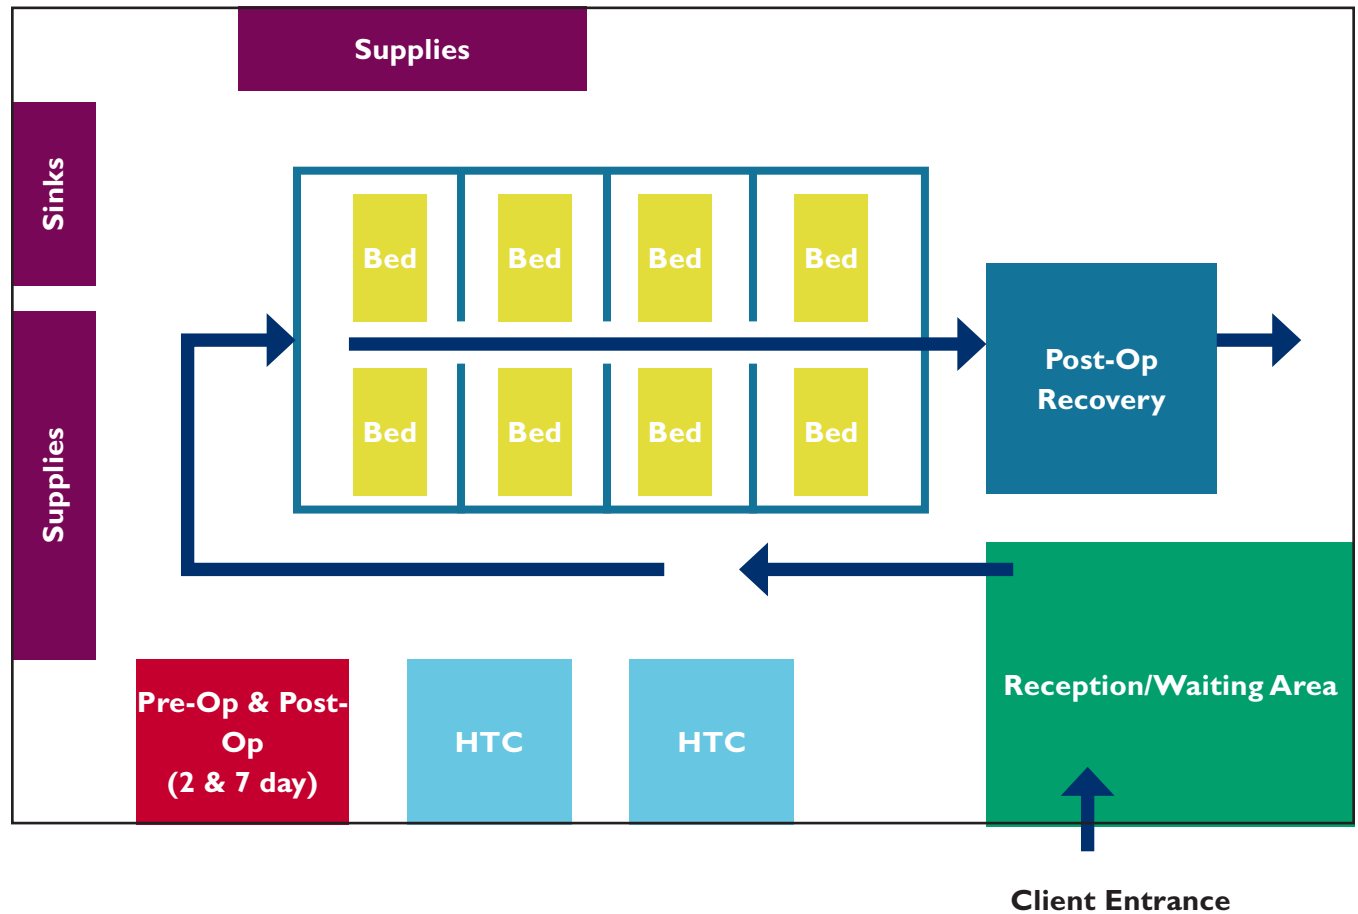 Supplies
Sinks
Bed Bed Bed Bed
Post-Op
Recovery
Bed Bed Bed Bed
Supplies
Reception/Waiting Area
Pre-Op & Post-
Op
(2 & 7 day)
HTC
HTC
Client Entrance